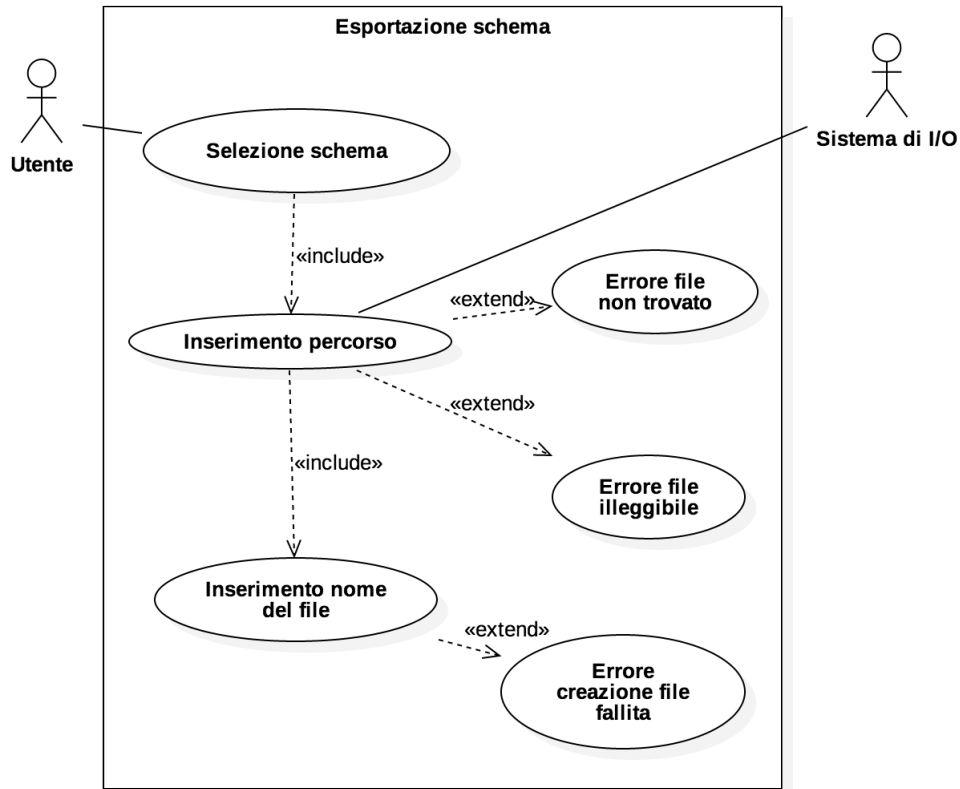 Esportazione schema
Utente
Sistema di I/O
Selezione schema
«include»
Inserimento percorso
«extend»
Errore file
non trovato
«extend»
Errore file
illeggibile
«include»
Inserimento nome
del file
«extend»
Errore
creazione file
fallita